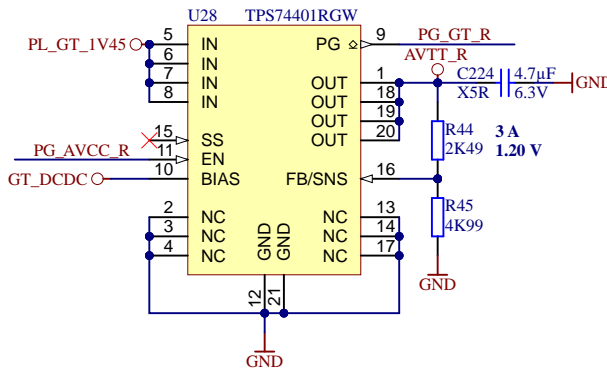 U28 TPS74401RGW
PL_GT_1V45
5 IN
6 IN
7 IN
8 IN
15 SS
11 EN
PG_AVCC_R
10 BIAS
GT_DCDC
2 NC
3 NC
4 NC
PG 9
PG_GT_R
OUT 1
OUT 18
OUT 19
OUT 20
FB/SNS 16
NC 13
NC 14
NC 17
GND 12
GND 21
GND
AVTT_R
C224 4.7µF
X5R 6.3V
GND
R44
2K49
3 A
1.20 V
R45
4K99
GND